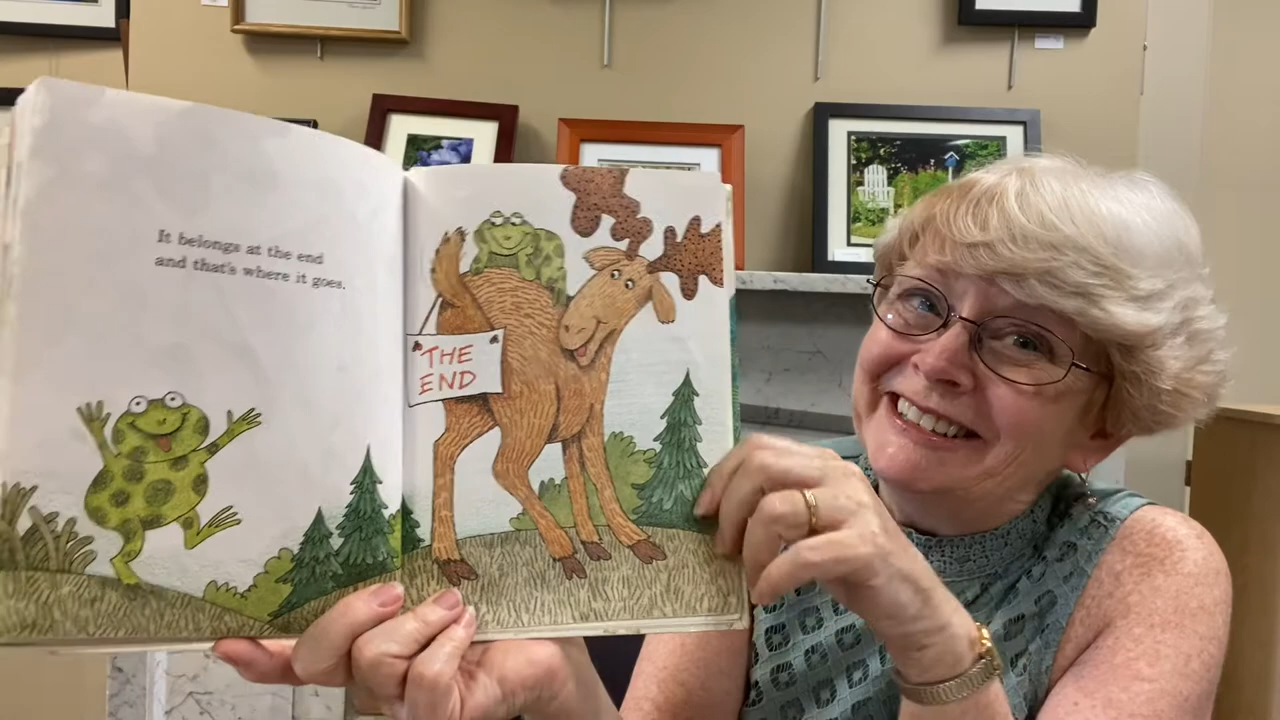 It belongs at the end
and that's where it goes.
THE
END